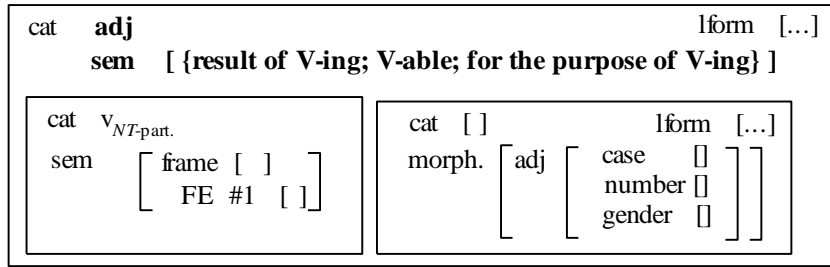 cat adj lform [...]
sem [ {result of V-ing; V-able; for the purpose of V-ing} ]
cat v NT-part.
sem [ frame [ ]
FE #1 [ ] ]
cat [ ] lform [...]
morph. [ adj [ case []
number []
gender [] ] ]